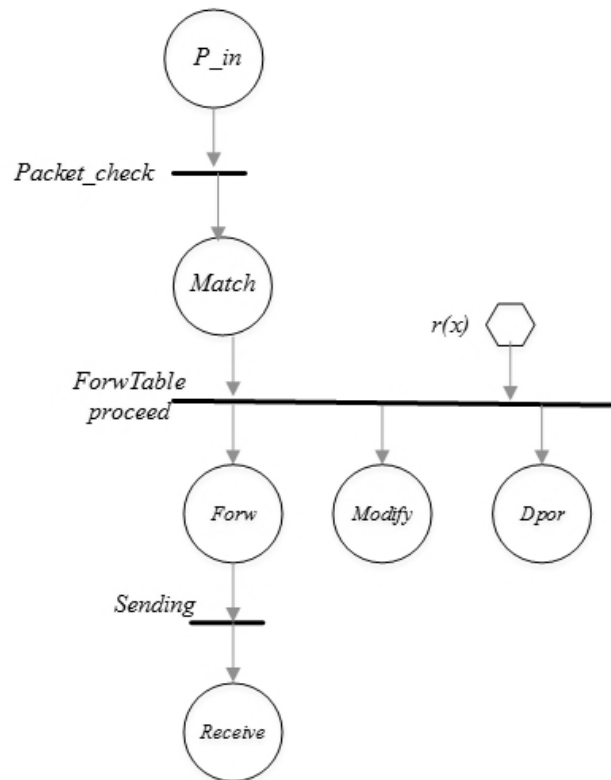 P_in
Packet_check
Match
r(x)
ForwTable
proceed
Forw
Modify
Dpor
Sending
Receive